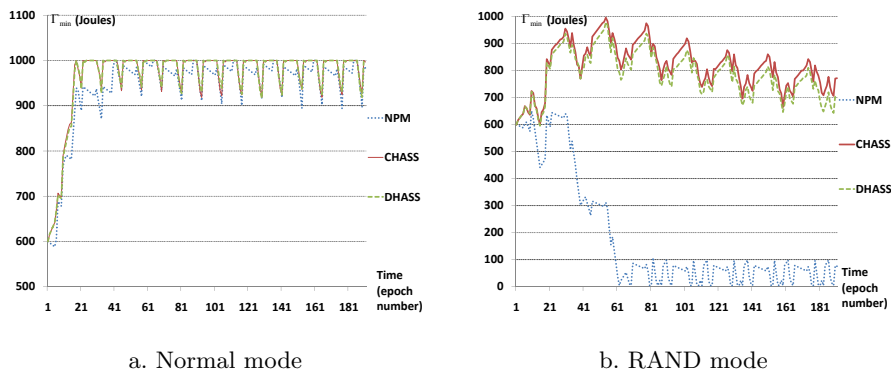 Γmin (Joules)
1100
1000
900
800
700
600
500
1 21 41 61 81 101 121 141 161 181
Time
(epoch
number)
NPM
CHASS
DHASS
a. Normal mode
Γmin (Joules)
1000
900
800
700
600
500
400
300
200
100
0
1 21 41 61 81 101 121 141 161 181
Time
(epoch
number)
NPM
CHASS
DHASS
b. RAND mode